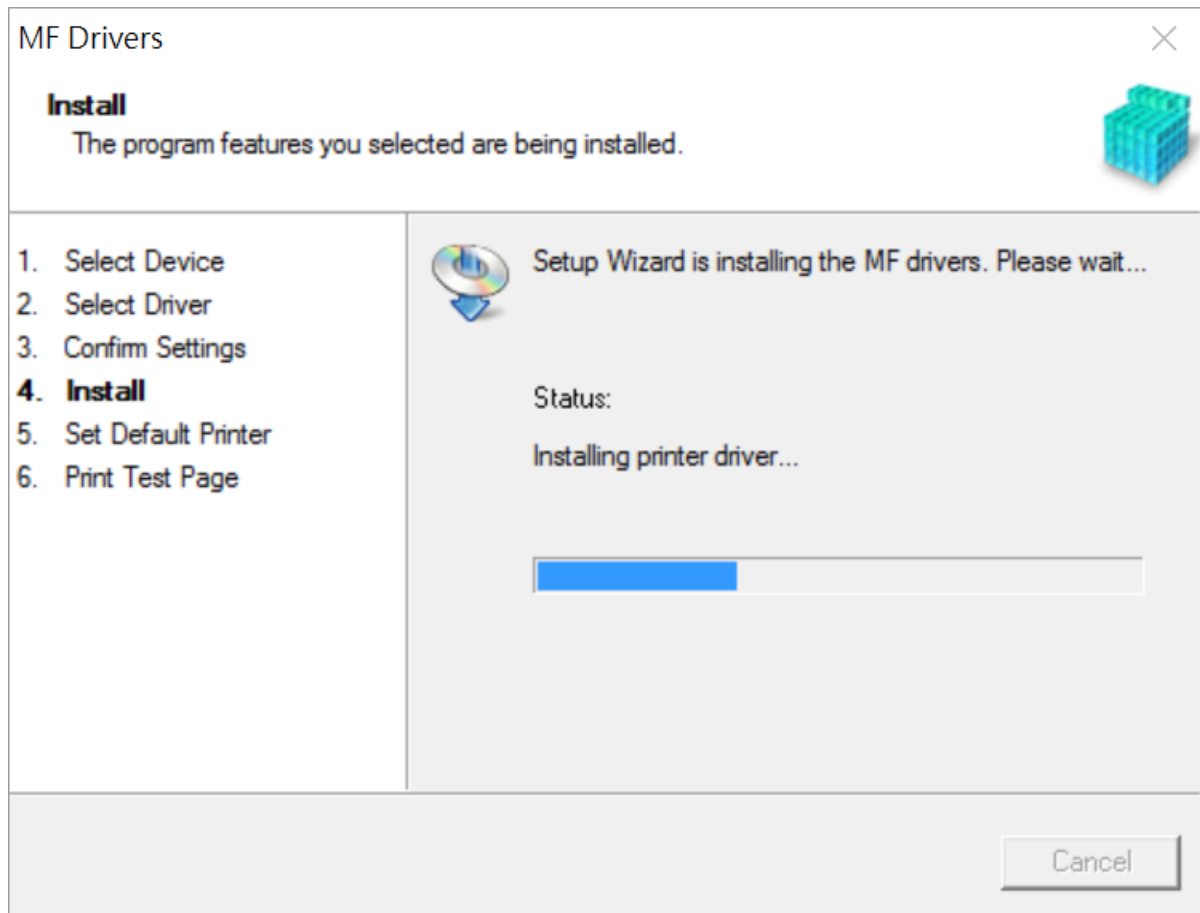 MF Drivers
Install
The program features you selected are being installed.
1. Select Device
2. Select Driver
3. Confirm Settings
4. Install
5. Set Default Printer
6. Print Test Page
Setup Wizard is installing the MF drivers. Please wait...
Status:
Installing printer driver...
Cancel